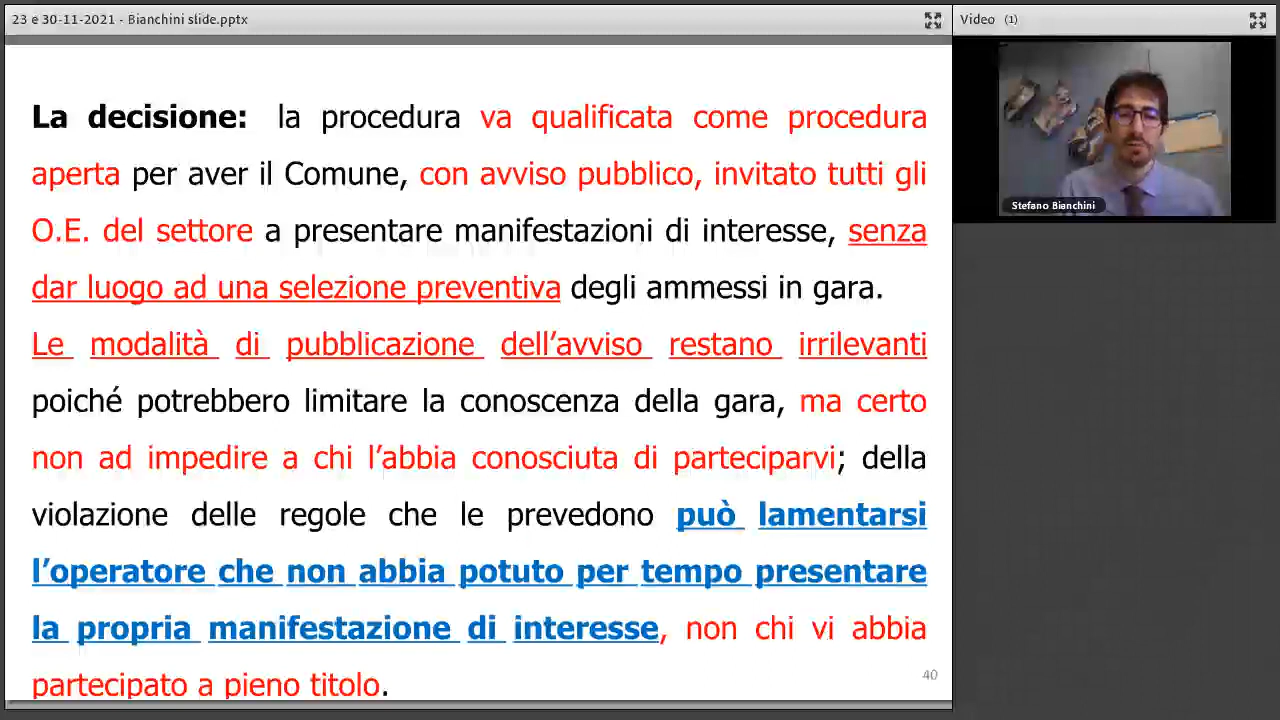 23 e 30-11-2021 - Bianchini slide.pptx
Video (1)
La decisione: la procedura va qualificata come procedura
aperta per aver il Comune, con avviso pubblico, invitato tutti gli
O.E. del settore a presentare manifestazioni di interesse, senza
dar luogo ad una selezione preventiva degli ammessi in gara.
Le modalità di pubblicazione dell’avviso restano irrilevanti
poiché potrebbero limitare la conoscenza della gara, ma certo
non ad impedire a chi l’abbia conosciuta di parteciparvi; della
violazione delle regole che le prevedono può lamentarsi
l’operatore che non abbia potuto per tempo presentare
la propria manifestazione di interesse, non chi vi abbia
partecipato a pieno titolo.
40
Stefano Bianchini